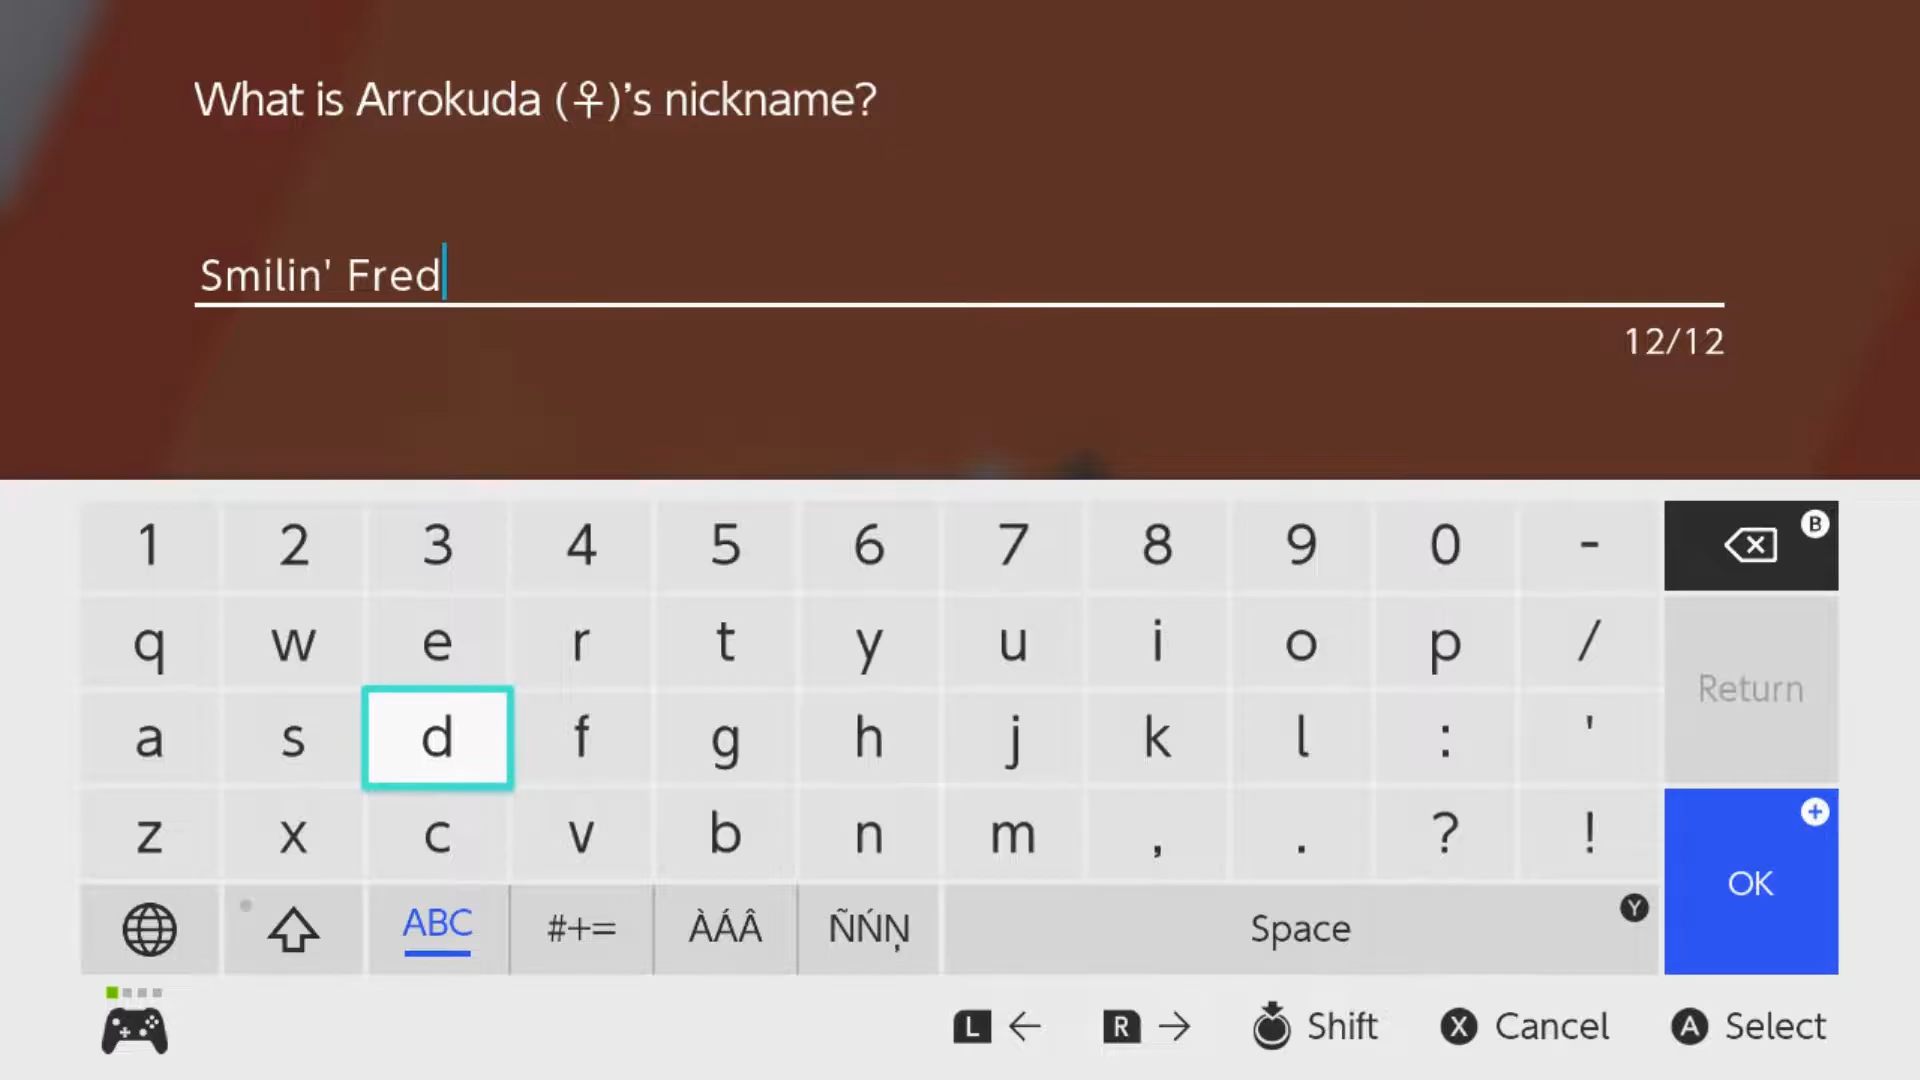 What is Arrokuda (♀)’s nickname?
Smilin' Fred
12/12
1 2 3 4 5 6 7 8 9 0 - B
q w e r t y u i o p /
Return
a s d f g h j k l : '
z x c v b n m , . ? ! +
OK
ABC #+= ÀÁÂ ÑŃŅ Space Y
L ← R → Shift X Cancel A Select